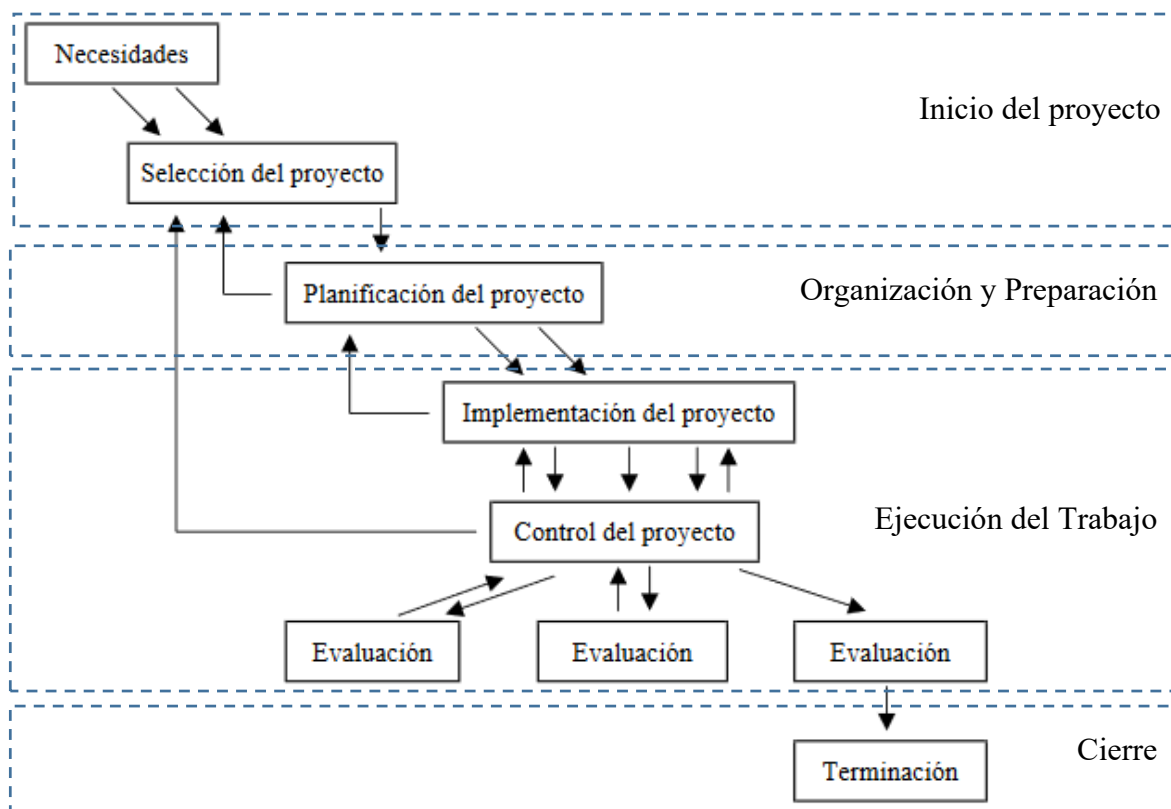 Necesidades
Inicio del proyecto
Selección del proyecto
Planificación del proyecto
Organización y Preparación
Implementación del proyecto
Control del proyecto
Ejecución del Trabajo
Evaluación
Evaluación
Evaluación
Cierre
Terminación